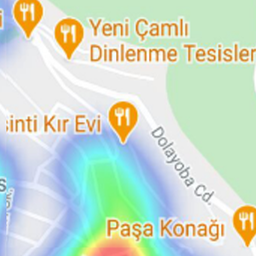 Yeni Çamlı
Dinlenme Tesisler
sinti Kır Evi
Dolayoba Cd.
Paşa Konağı